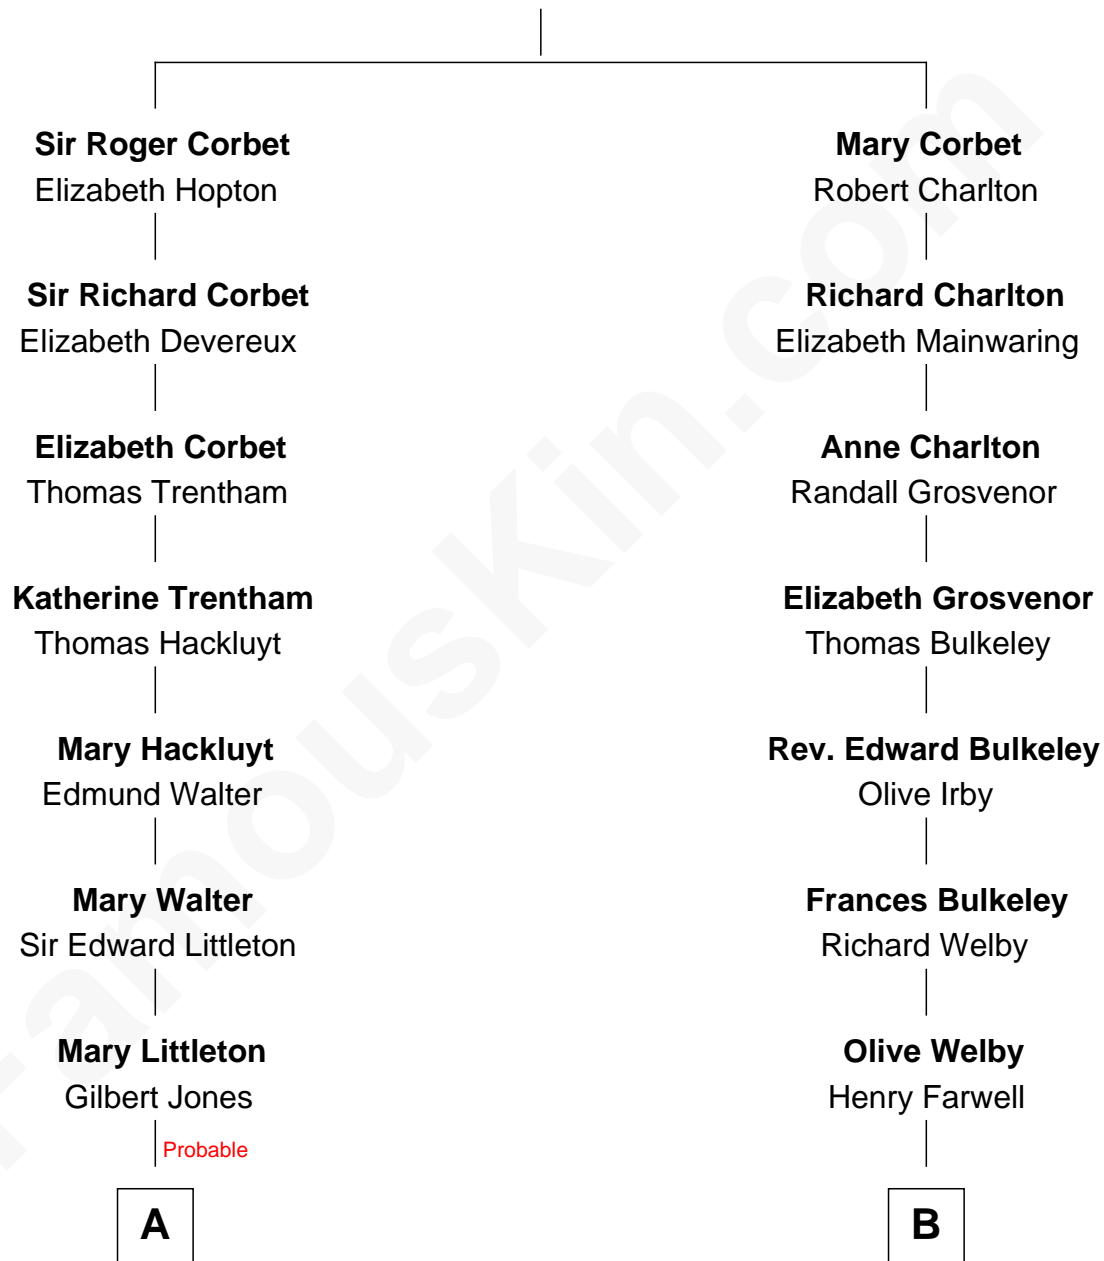 Sir Roger Corbet
Elizabeth Hopton
Mary Corbet
Robert Charlton
Sir Richard Corbet
Elizabeth Devereux
Richard Charlton
Elizabeth Mainwaring
Elizabeth Corbet
Thomas Trentham
Anne Charlton
Randall Grosvenor
Katherine Trentham
Thomas Hackluyt
Elizabeth Grosvenor
Thomas Bulkeley
Mary Hackluyt
Edmund Walter
Rev. Edward Bulkeley
Olive Irby
Mary Walter
Sir Edward Littleton
Frances Bulkeley
Richard Welby
Mary Littleton
Gilbert Jones
Olive Welby
Henry Farwell
Probable
A
B
FamousKin.com